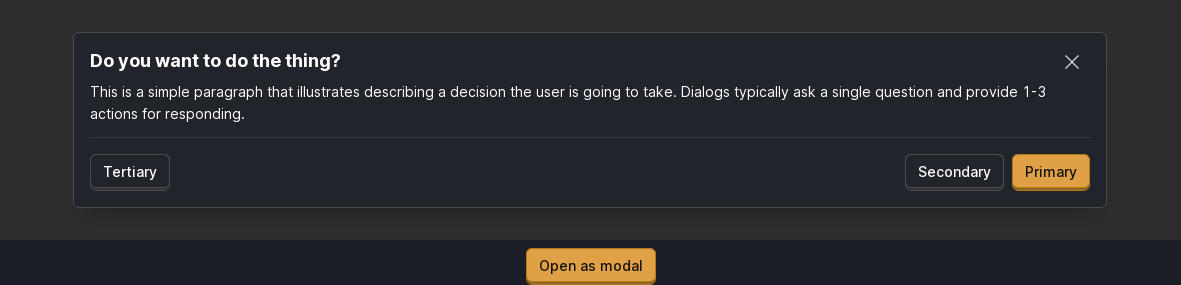 Do you want to do the thing?
This is a simple paragraph that illustrates describing a decision the user is going to take. Dialogs typically ask a single question and provide 1-3
actions for responding.
Tertiary
Secondary
Primary
Open as modal